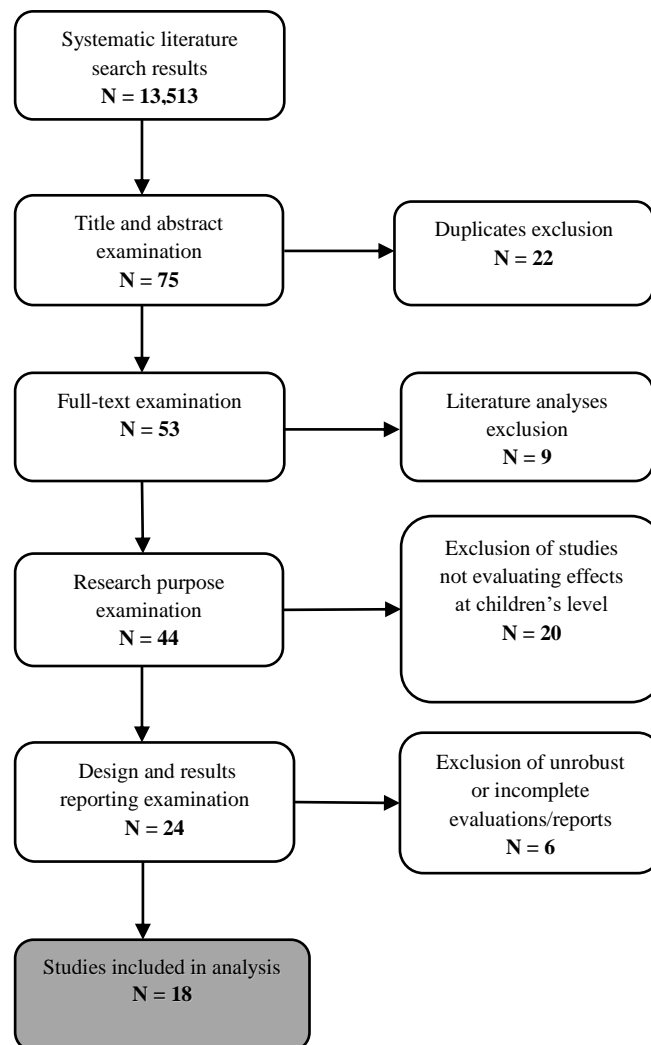 Systematic literature
search results
N = 13,513
Title and abstract
examination
N = 75
Duplicates exclusion
N = 22
Full-text examination
N = 53
Literature analyses
exclusion
N = 9
Research purpose
examination
N = 44
Exclusion of studies
not evaluating effects
at children’s level
N = 20
Design and results
reporting examination
N = 24
Exclusion of unrobust
or incomplete
evaluations/reports
N = 6
Studies included in analysis
N = 18